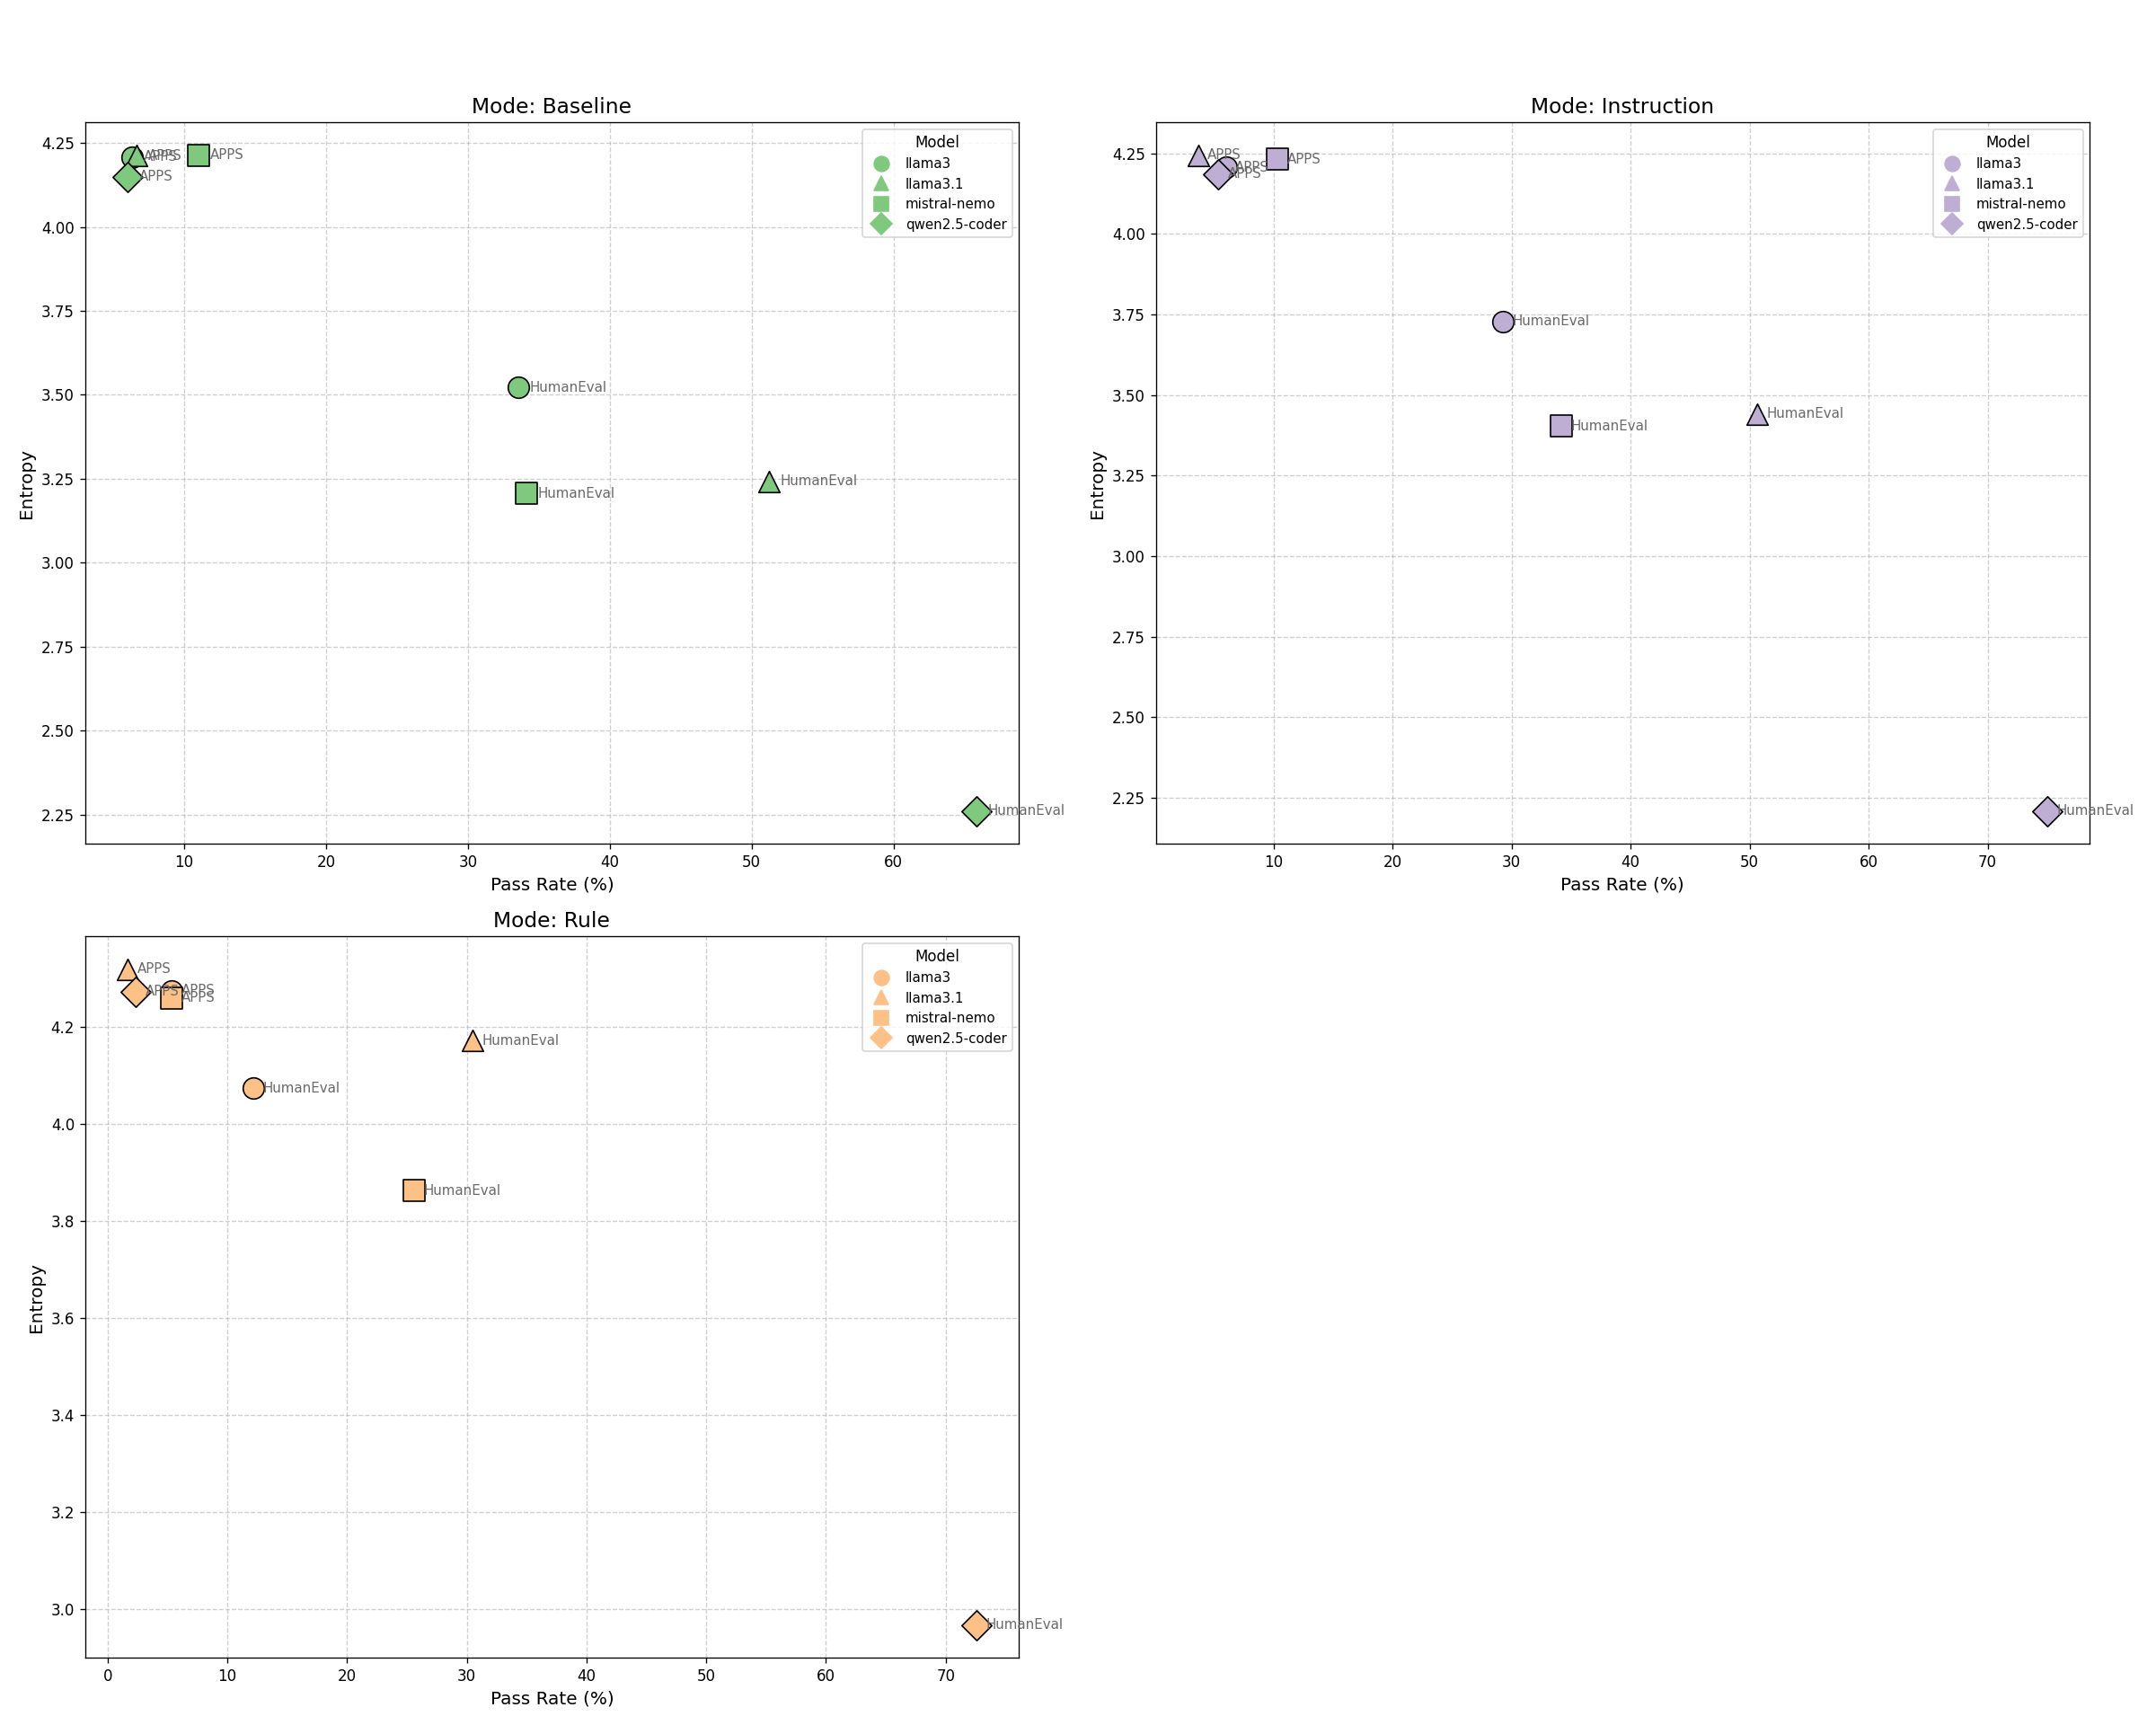 Mode: Baseline
Entropy
4.25
4.00
3.75
3.50
3.25
3.00
2.75
2.50
2.25
APPS
APPS
APPS
APPS
HumanEval
HumanEval
HumanEval
HumanEval
Model
llama3
llama3.1
mistral-nemo
qwen2.5-coder
10 20 30 40 50 60
Pass Rate (%)
Mode: Instruction
Entropy
4.25
4.00
3.75
3.50
3.25
3.00
2.75
2.50
2.25
APPS
APPS
APPS
APPS
HumanEval
HumanEval
HumanEval
HumanEval
Model
llama3
llama3.1
mistral-nemo
qwen2.5-coder
10 20 30 40 50 60 70
Pass Rate (%)
Mode: Rule
Entropy
4.2
4.0
3.8
3.6
3.4
3.2
3.0
APPS
APPS
APPS
APPS
HumanEval
HumanEval
HumanEval
HumanEval
Model
llama3
llama3.1
mistral-nemo
qwen2.5-coder
0 10 20 30 40 50 60 70
Pass Rate (%)